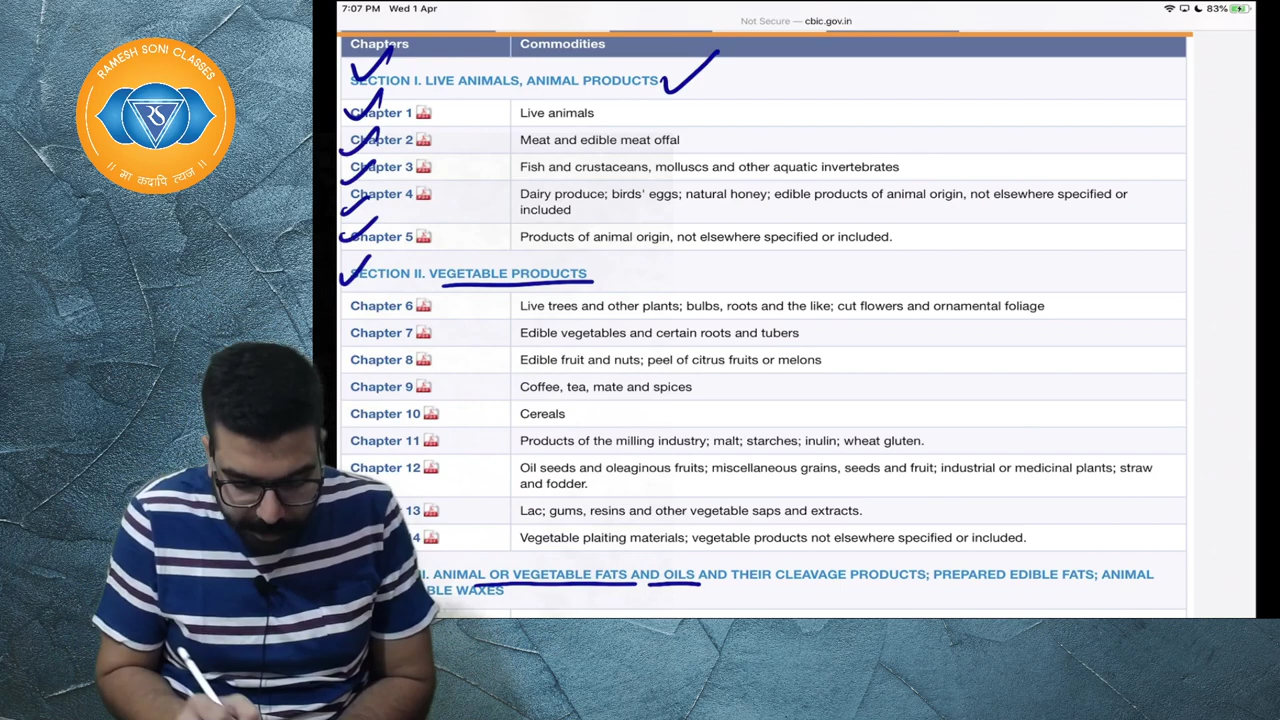 7:07 PM Wed 1 Apr
83%
Not Secure — cbic.gov.in
RAMESH SONI CLASSES
॥ मा कदापि त्यज ॥
Chapters Commodities
SECTION I. LIVE ANIMALS, ANIMAL PRODUCTS
Chapter 1 Live animals
Chapter 2 Meat and edible meat offal
Chapter 3 Fish and crustaceans, molluscs and other aquatic invertebrates
Chapter 4 Dairy produce; birds' eggs; natural honey; edible products of animal origin, not elsewhere specified or
included
Chapter 5 Products of animal origin, not elsewhere specified or included.
SECTION II. VEGETABLE PRODUCTS
Chapter 6 Live trees and other plants; bulbs, roots and the like; cut flowers and ornamental foliage
Chapter 7 Edible vegetables and certain roots and tubers
Chapter 8 Edible fruit and nuts; peel of citrus fruits or melons
Chapter 9 Coffee, tea, mate and spices
Chapter 10 Cereals
Chapter 11 Products of the milling industry; malt; starches; inulin; wheat gluten.
Chapter 12 Oil seeds and oleaginous fruits; miscellaneous grains, seeds and fruit; industrial or medicinal plants; straw
and fodder.
13 Lac; gums, resins and other vegetable saps and extracts.
4 Vegetable plaiting materials; vegetable products not elsewhere specified or included.
ANIMAL OR VEGETABLE FATS AND OILS AND THEIR CLEAVAGE PRODUCTS; PREPARED EDIBLE FATS; ANIMAL
BLE WAXES